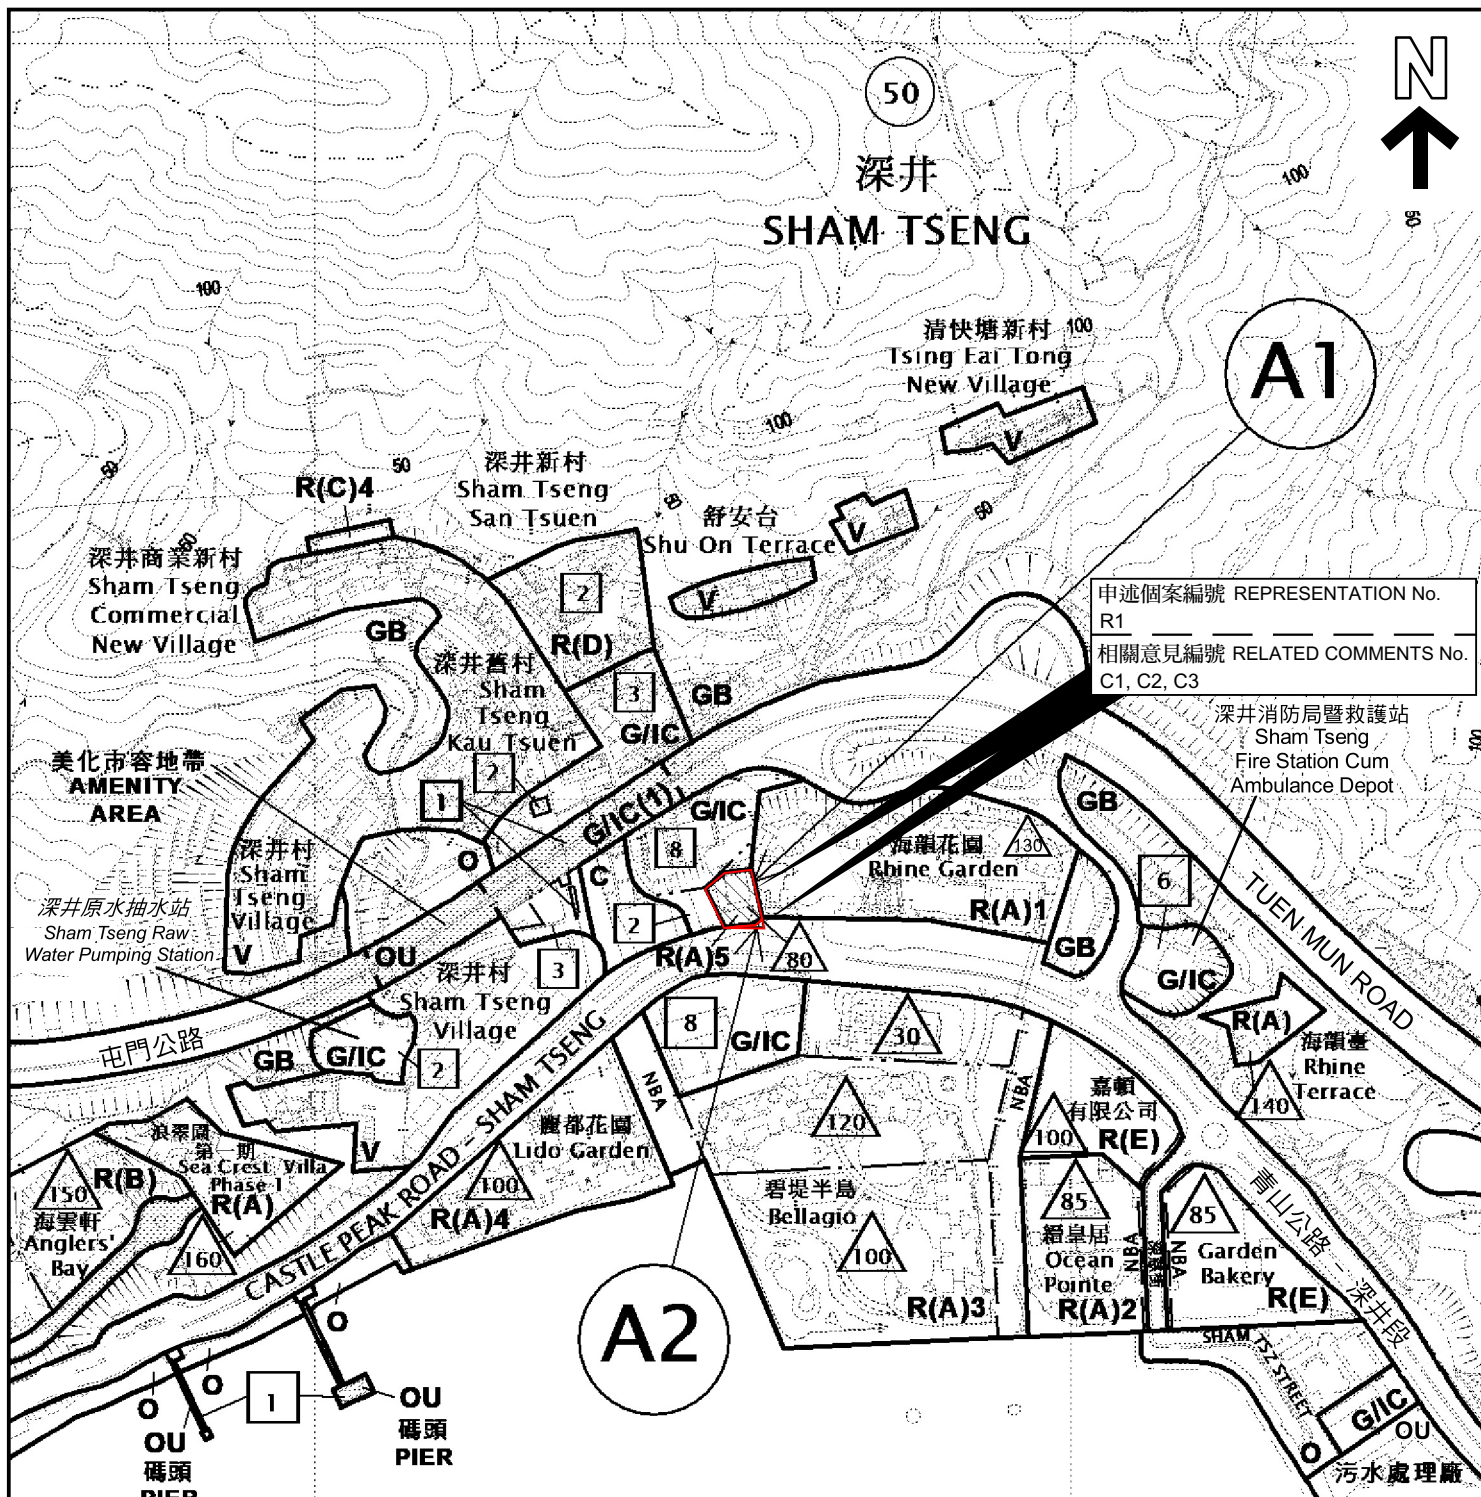 N
50
深井
SHAM TSENG
100
50
A1
100
清快塘新村
Tsing Fai Tong
New Village
100
V
100
50
50
50
50
50
R(C)4
深井新村
Sham Tseng
San Tsuen
舒安台
Shu On Terrace
V
V
深井商業新村
Sham Tseng
Commercial
New Village
GB
2
R(D)
申述個案編號 REPRESENTATION No.
R1
相關意見編號 RELATED COMMENTS No.
C1, C2, C3
深井舊村
Sham
Tseng
Kau Tsuen
3
G/IC
GB
深井消防局暨救護站
Sham Tseng
Fire Station Cum
Ambulance Depot
100
美化市容地帶
AMENITY
AREA
2
1
G/IC(1)
G/IC
GB
8
海韻花園
Rhine Garden
130
R(A)1
6
TUEN MUN ROAD
深井村
Sham
Tseng
Village
V
O
C
2
深井原水抽水站
Sham Tseng Raw
Water Pumping Station
OU
深井村
Sham Tseng
Village
3
R(A)5
80
GB
G/IC
屯門公路
GB
G/IC
2
8
G/IC
30
R(A)
海韻臺
Rhine
Terrace
140
NBA
NBA
120
嘉頓
有限公司
R(E)
100
麗都花園
Lido Garden
100
R(A)4
CASTLE PEAK ROAD - SHAM TSENG
V
浪翠園
第一期
Sea Crest Villa
Phase 1
R(A)
150
R(B)
海雲軒
Anglers'
Bay
160
碧堤半島
Bellagio
100
R(A)3
85
縉皇居
Ocean
Pointe
R(A)2
NBA
NBA
85
Garden
Bakery
R(E)
青山公路 - 深井段
A2
SHAM TSZ STREET
O
O
O
1
OU
碼頭
PIER
OU
碼頭
PIER
G/IC
O
OU
污水處理廠